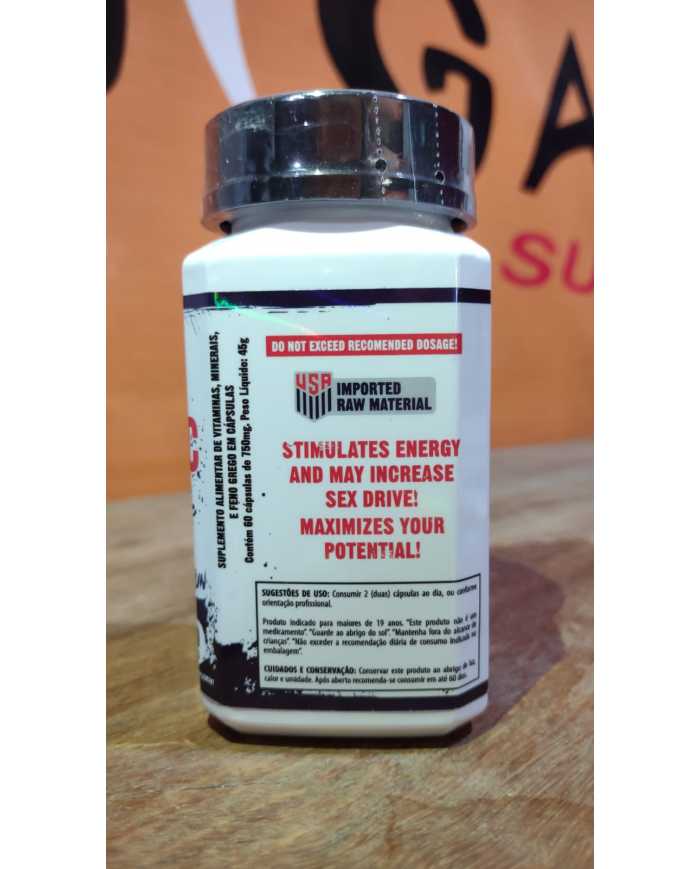 GA
SU
DO NOT EXCEED RECOMENDED DOSAGE!
USA
IMPORTED
RAW MATERIAL
STIMULATES ENERGY
AND MAY INCREASE
SEX DRIVE!
MAXIMIZES YOUR
POTENTIAL!
SUPLEMENTO ALIMENTAR DE VITAMINAS, MINERAIS,
E FENO GREGO EM CÁPSULAS
Contém 60 cápsulas de 750mg. Peso Líquido: 45g
C
SUGESTÕES DE USO: Consumir 2 (duas) cápsulas ao dia, ou conforme
orientação profissional.
Produto indicado para maiores de 19 anos. "Este produto não é um
medicamento". "Guarde ao abrigo do sol". "Mantenha fora do alcance de
crianças". "Não exceder a recomendação diária de consumo indicada na
embalagem".
CUIDADOS E CONSERVAÇÃO: Conservar este produto ao abrigo de luz,
calor e umidade. Após aberto recomenda-se consumir em até 60 dias.